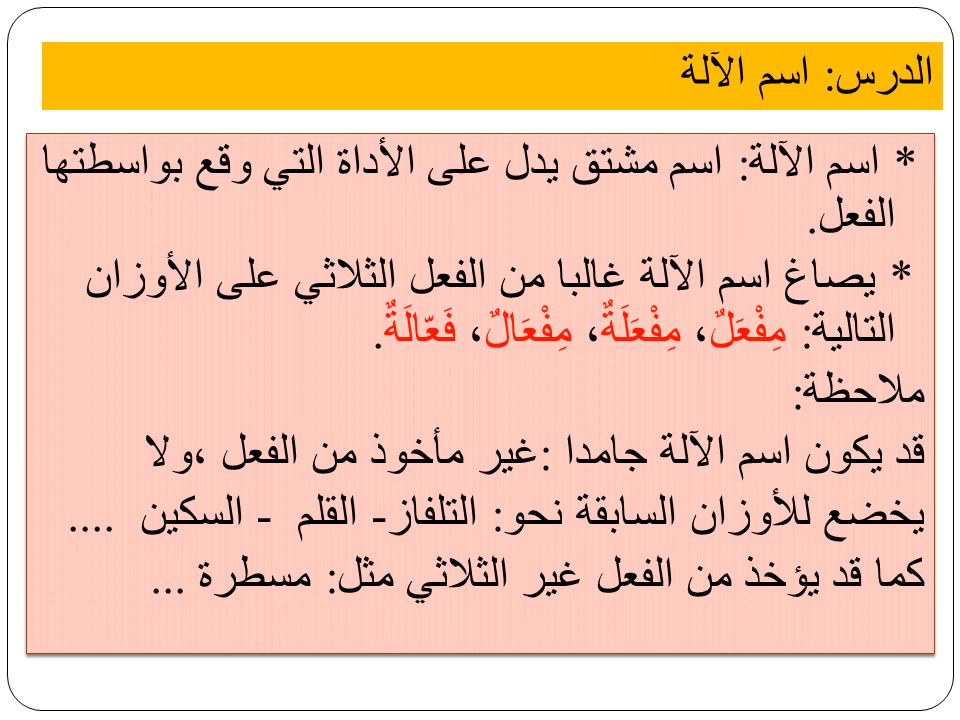 الدرس: اسم الآلة
* اسم الآلة: اسم مشتق يدل على الأداة التي وقع بواسطتها
الفعل.
* يصاغ اسم الآلة غالبا من الفعل الثلاثي على الأوزان
التالية: مِفْعَلٌ، مِفْعَلَةٌ، مِفْعَالٌ، فَعّالَةٌ.
ملاحظة:
قد يكون اسم الآلة جامدا :غير مأخوذ من الفعل ،ولا
يخضع للأوزان السابقة نحو: التلفاز- القلم - السكين ....
كما قد يؤخذ من الفعل غير الثلاثي مثل: مسطرة ...